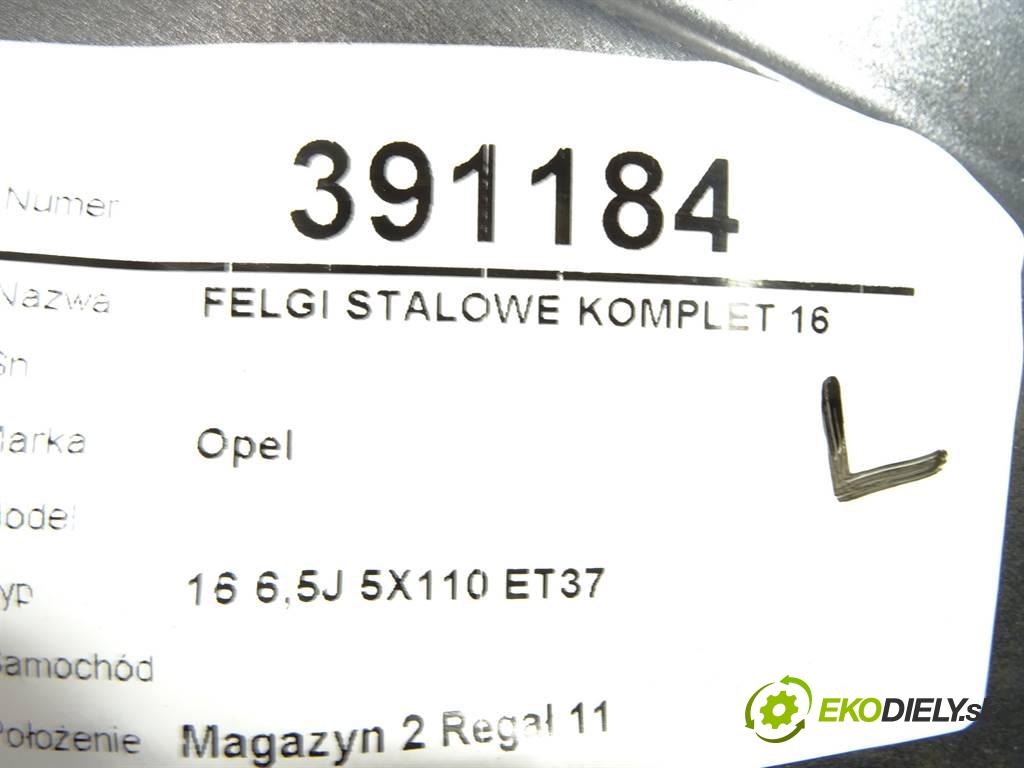 Numer 391184
Nazwa FELGI STALOWE KOMPLET 16
Sn
Marka Opel
Model
Typ 16 6,5J 5X110 ET37
Samochód
Położenie Magazyn 2 Regał 11
L
EKODIELY.sk